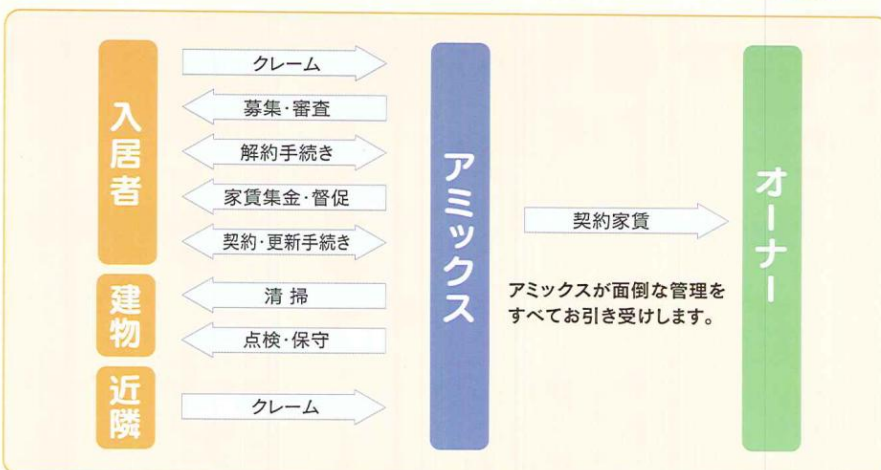 入居者
クレーム
募集・審査
解約手続き
家賃集金・督促
契約・更新手続き
建物
清掃
点検・保守
近隣
クレーム
アミックス
契約家賃
アミックスが面倒な管理を
すべてお引き受けします。
オーナー